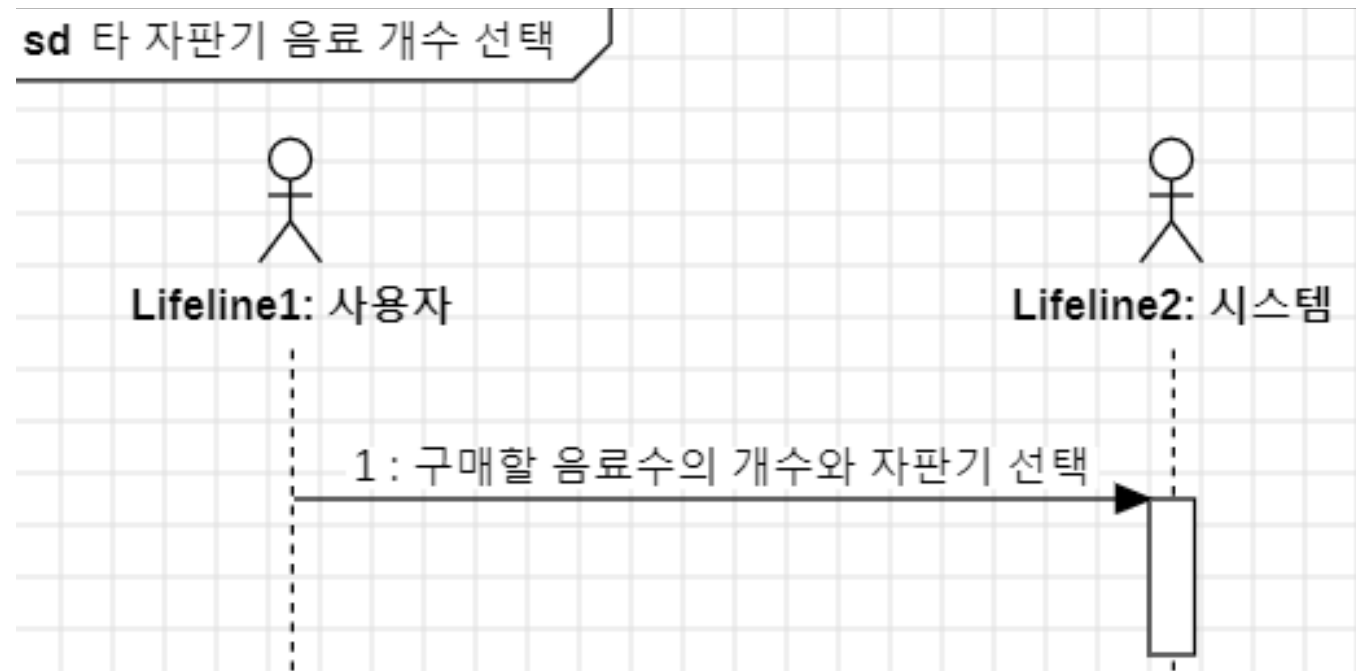 sd 타 자판기 음료 개수 선택
Lifeline1: 사용자
Lifeline2: 시스템
1 : 구매할 음료수의 개수와 자판기 선택